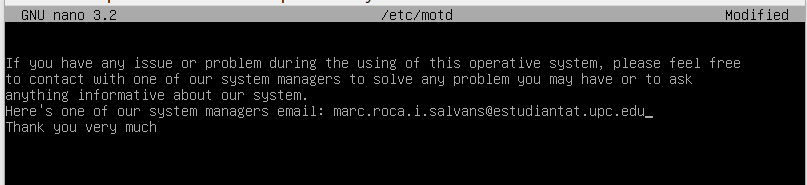 GNU nano 3.2 /etc/motd Modified
If you have any issue or problem during the using of this operative system, please feel free
to contact with one of our system managers to solve any problem you may have or to ask
anything informative about our system.
Here's one of our system managers email: marc.roca.i.salvans@estudiantat.upc.edu_
Thank you very much